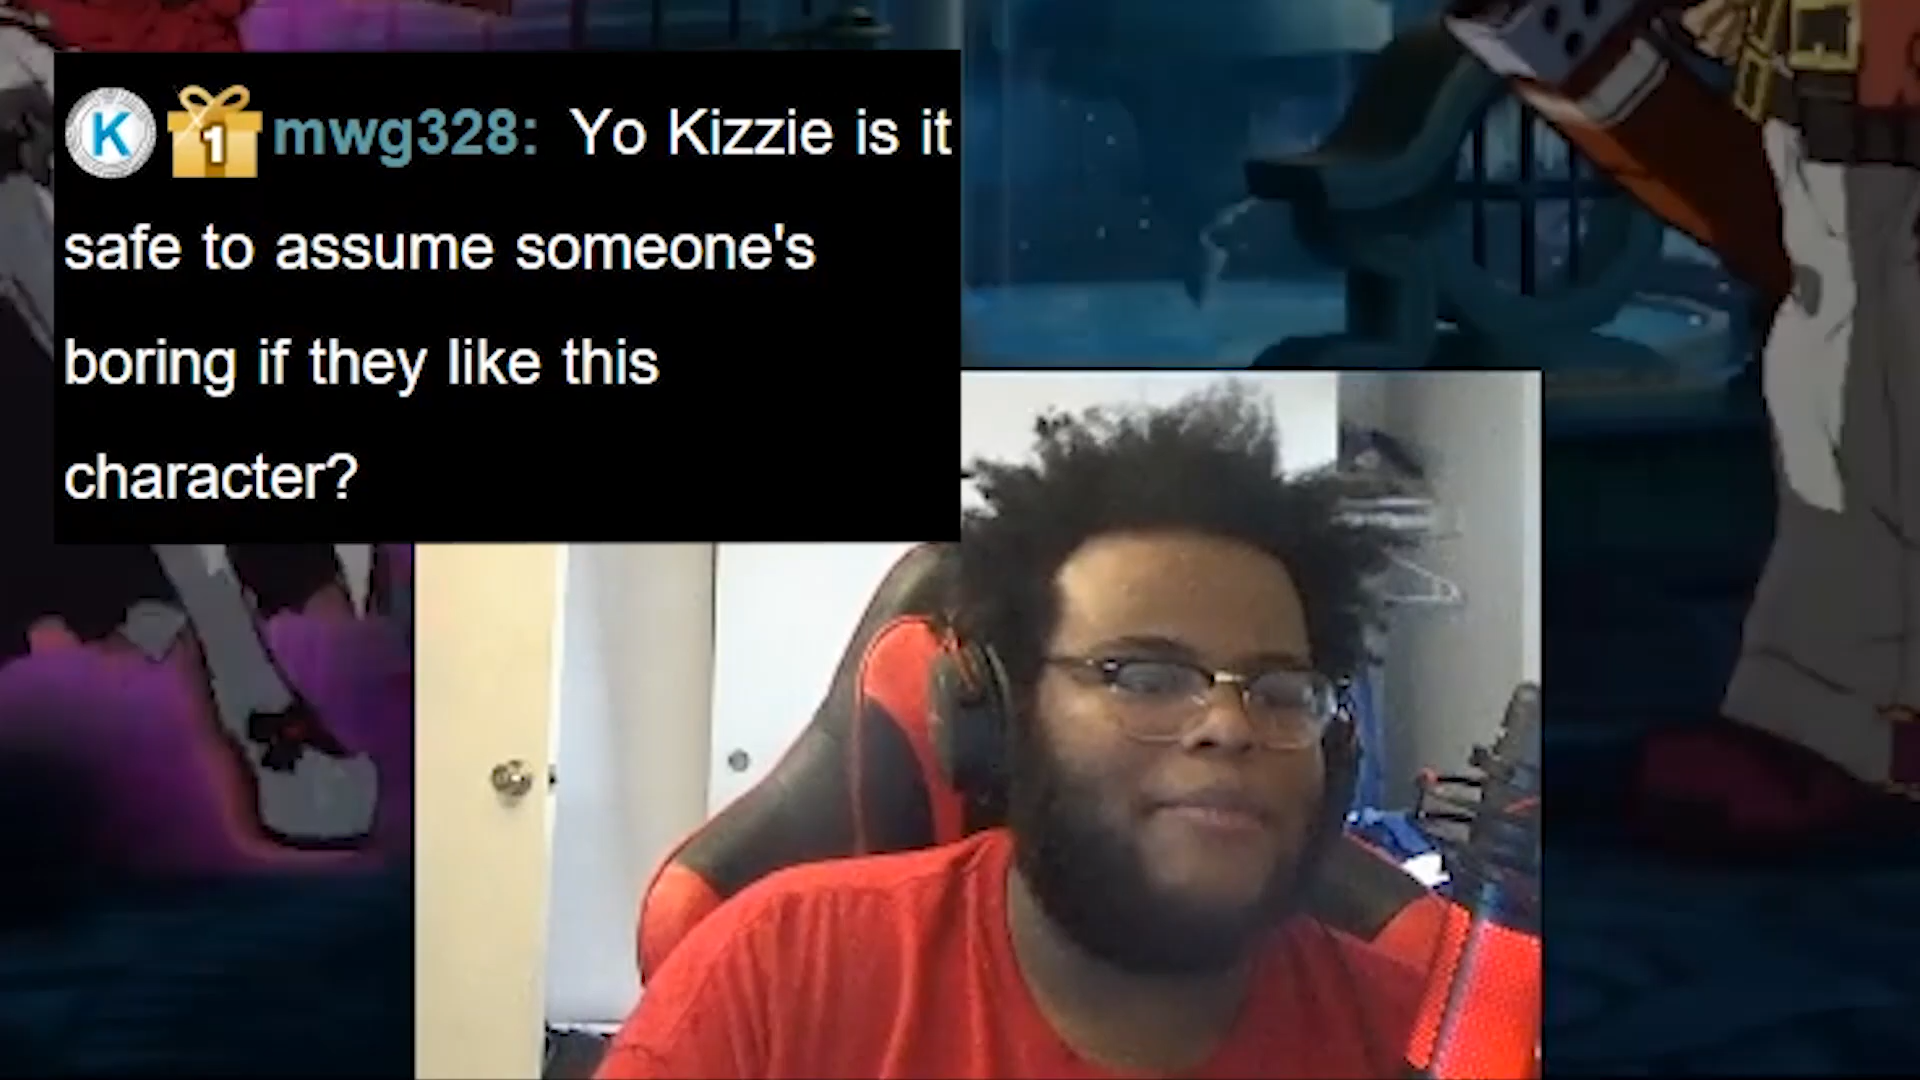 K 1 mwg328: Yo Kizzie is it
safe to assume someone's
boring if they like this
character?